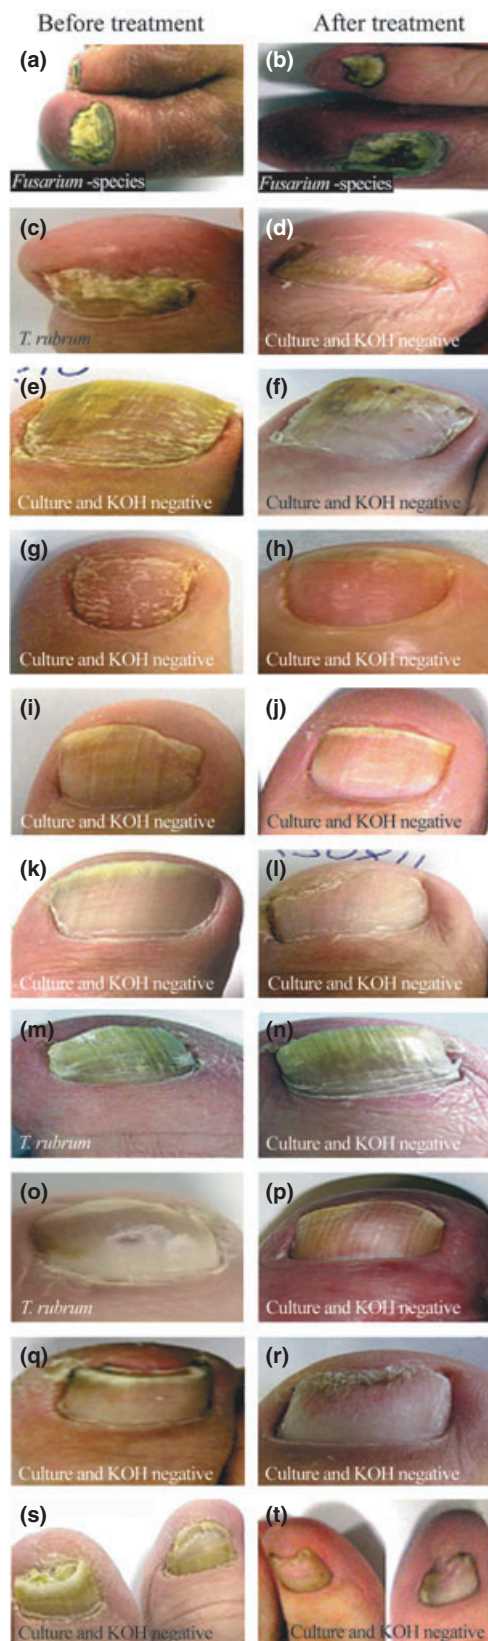 Before treatment After treatment
(a) (b)
Fusarium -species Fusarium -species
(c) (d)
T. rubrum Culture and KOH negative
(e) (f)
Culture and KOH negative Culture and KOH negative
(g) (h)
Culture and KOH negative Culture and KOH negative
(i) (j)
Culture and KOH negative Culture and KOH negative
(k) (l)
Culture and KOH negative Culture and KOH negative
(m) (n)
T. rubrum Culture and KOH negative
(o) (p)
T. rubrum Culture and KOH negative
(q) (r)
Culture and KOH negative Culture and KOH negative
(s) (t)
Culture and KOH negative Culture and KOH negative